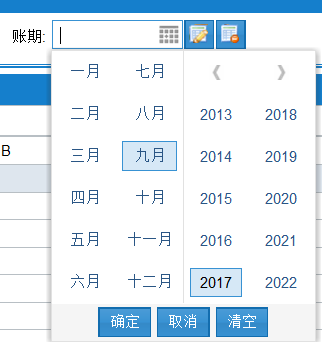 账期:
一月 七月 ❮ ❯
二月 八月 2013 2018
B
三月 九月 2014 2019
四月 十月 2015 2020
五月 十一月 2016 2021
六月 十二月 2017 2022
确定 取消 清空